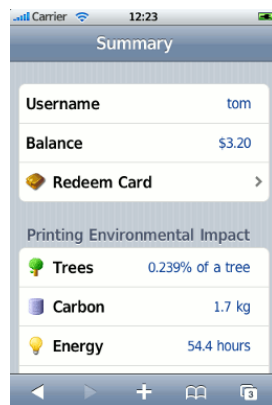 Carrier 12:23
Summary
Username tom
Balance $3.20
Redeem Card
Printing Environmental Impact
Trees 0.239% of a tree
Carbon 1.7 kg
Energy 54.4 hours
3